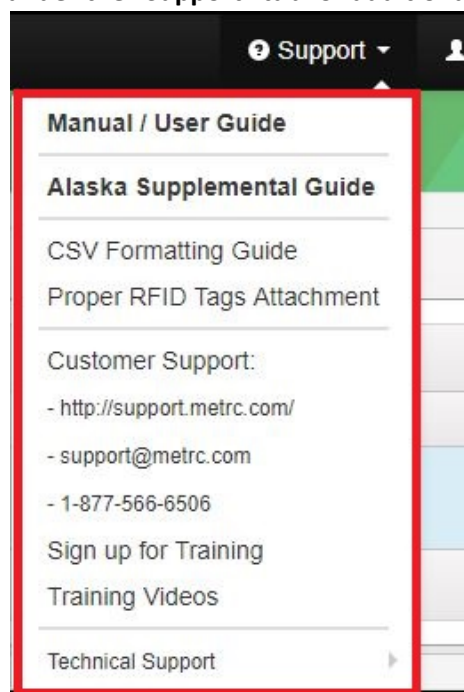 Support
Manual / User Guide
Alaska Supplemental Guide
CSV Formatting Guide
Proper RFID Tags Attachment
Customer Support:
- http://support.metrc.com/
- support@metrc.com
- 1-877-566-6506
Sign up for Training
Training Videos
Technical Support